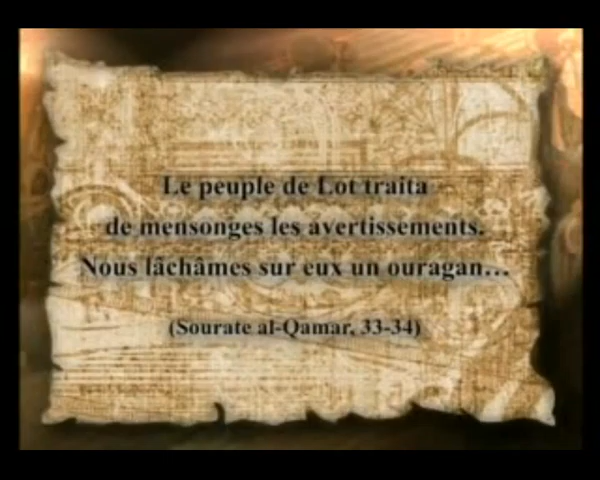 Le peuple de Lot traita
de mensonges les avertissements.
Nous lâchâmes sur eux un ouragan...
(Sourate al-Qamar, 33-34)